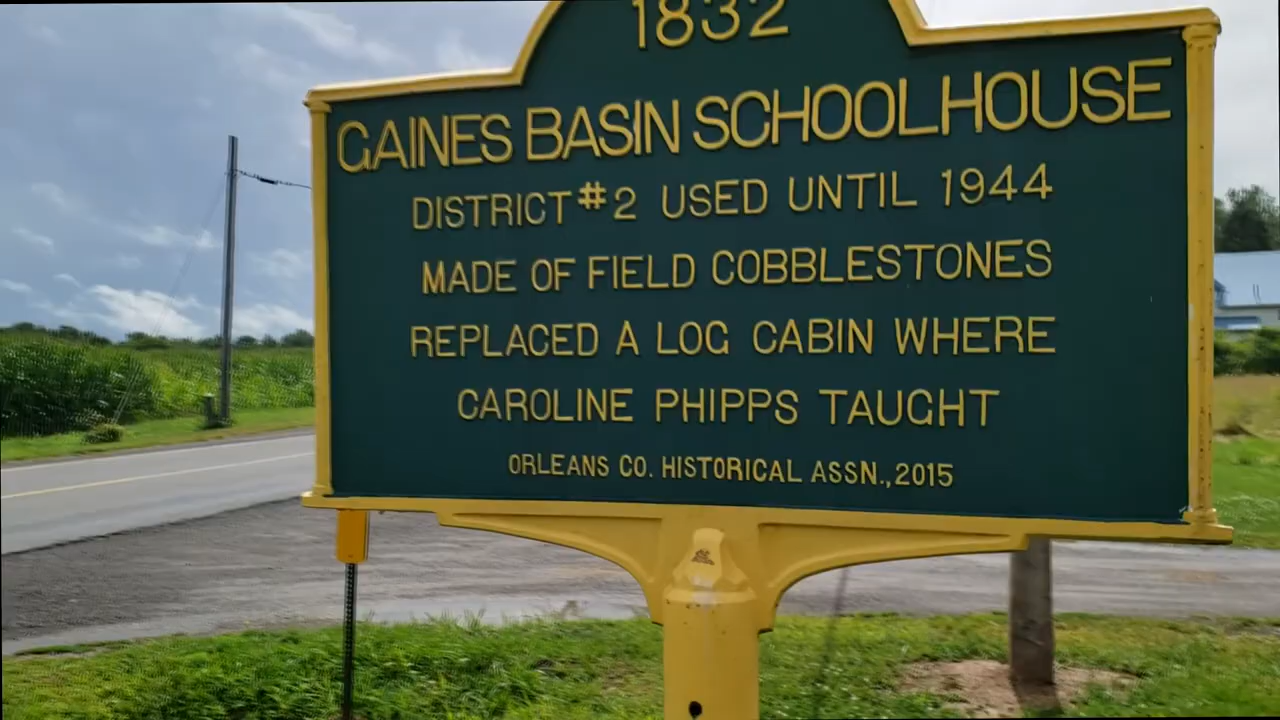 1832
GAINES BASIN SCHOOLHOUSE
DISTRICT #2 USED UNTIL 1944
MADE OF FIELD COBBLESTONES
REPLACED A LOG CABIN WHERE
CAROLINE PHIPPS TAUGHT
ORLEANS CO. HISTORICAL ASSN., 2015